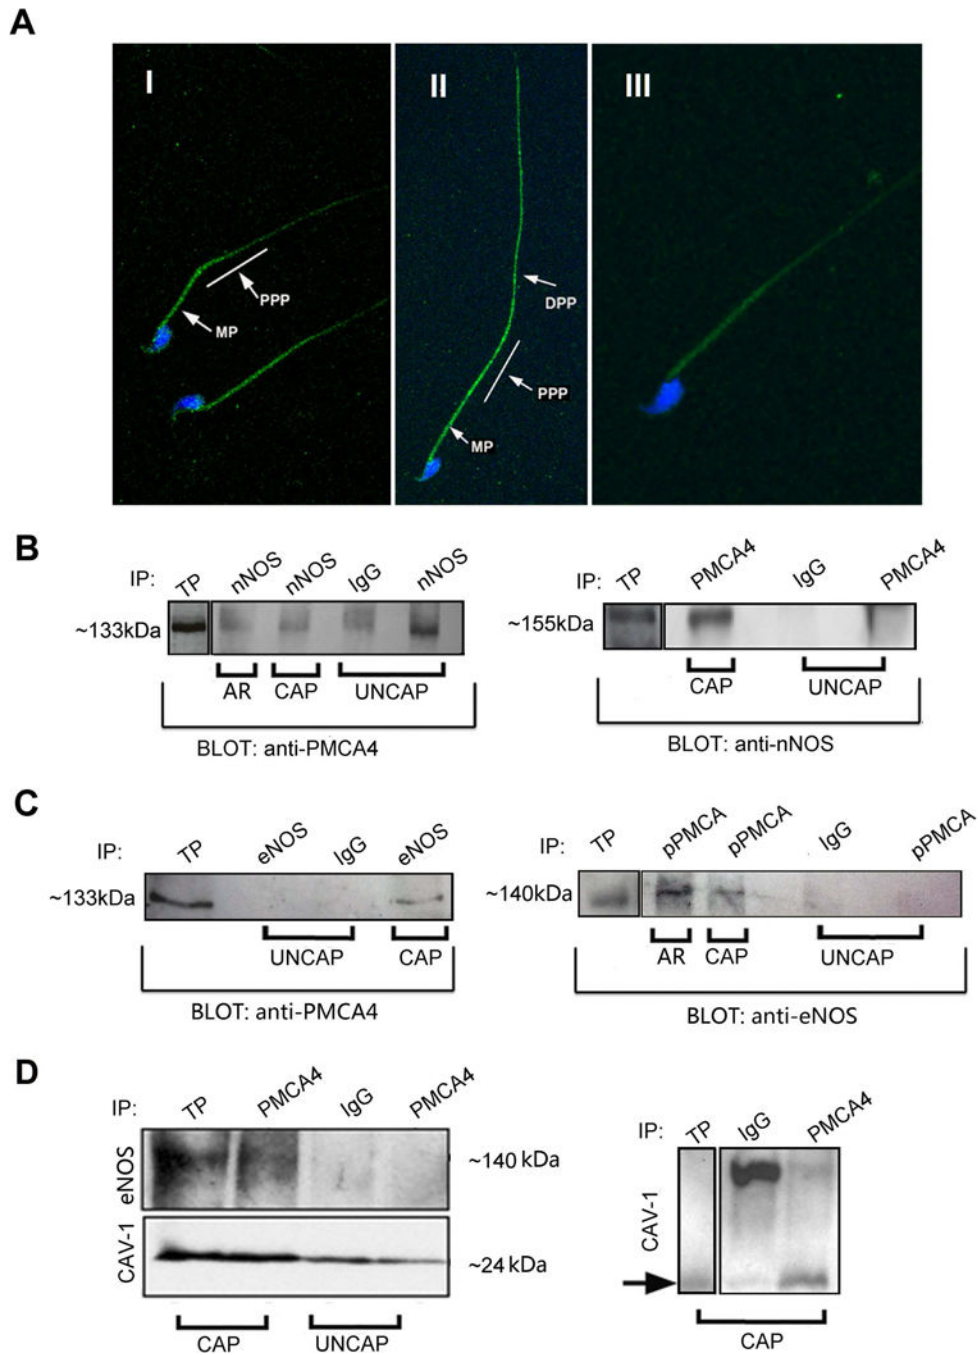 A
I
II
III
PPP
MP
DPP
PPP
MP
B
IP: TP nNOS nNOS IgG nNOS
~133kDa
AR CAP UNCAP
BLOT: anti-PMCA4
IP: TP PMCA4 IgG PMCA4
~155kDa
CAP UNCAP
BLOT: anti-nNOS
C
IP: TP eNOS IgG eNOS
~133kDa
UNCAP CAP
BLOT: anti-PMCA4
IP: TP pPMCA pPMCA IgG pPMCA
~140kDa
AR CAP UNCAP
BLOT: anti-eNOS
D
IP: TP PMCA4 IgG PMCA4
eNOS ~140 kDa
CAV-1 ~24 kDa
CAP UNCAP
IP: TP IgG PMCA4
CAV-1
CAP